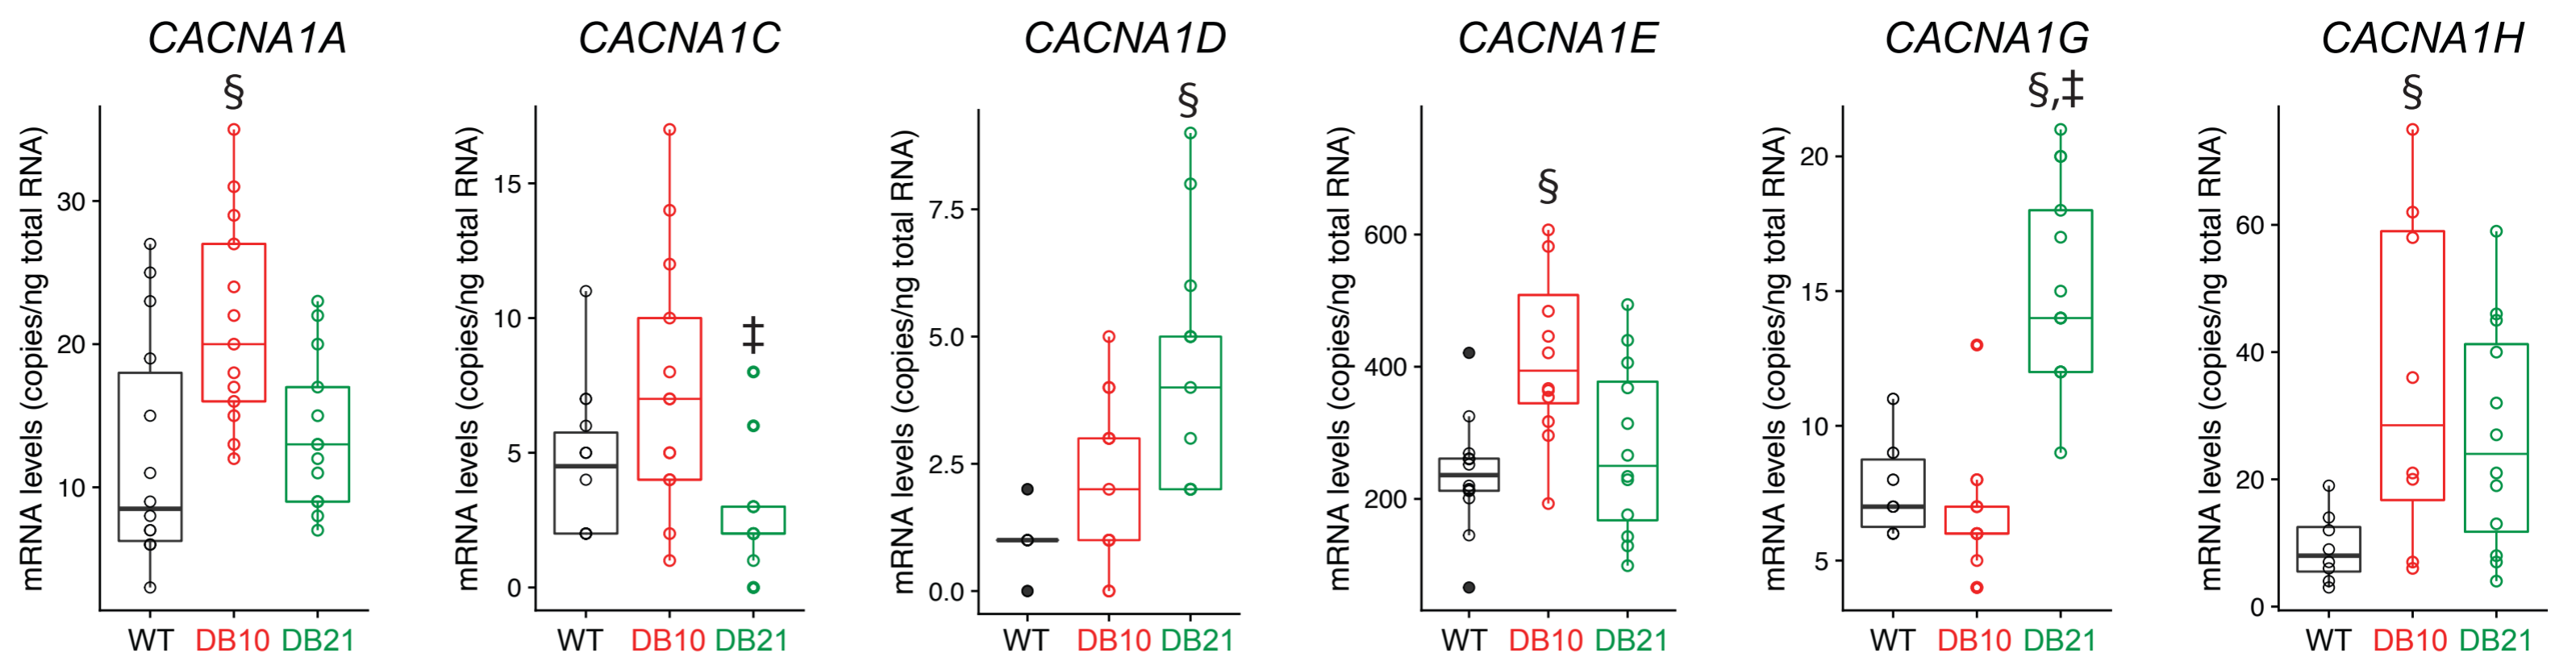 CACNA1A
§
mRNA levels (copies/ng total RNA)
30
20
10
WT DB10 DB21
CACNA1C
‡
mRNA levels (copies/ng total RNA)
15
10
5
0
WT DB10 DB21
CACNA1D
§
mRNA levels (copies/ng total RNA)
7.5
5.0
2.5
0.0
WT DB10 DB21
CACNA1E
§
mRNA levels (copies/ng total RNA)
600
400
200
WT DB10 DB21
CACNA1G
§,‡
mRNA levels (copies/ng total RNA)
20
15
10
5
WT DB10 DB21
CACNA1H
§
mRNA levels (copies/ng total RNA)
60
40
20
0
WT DB10 DB21